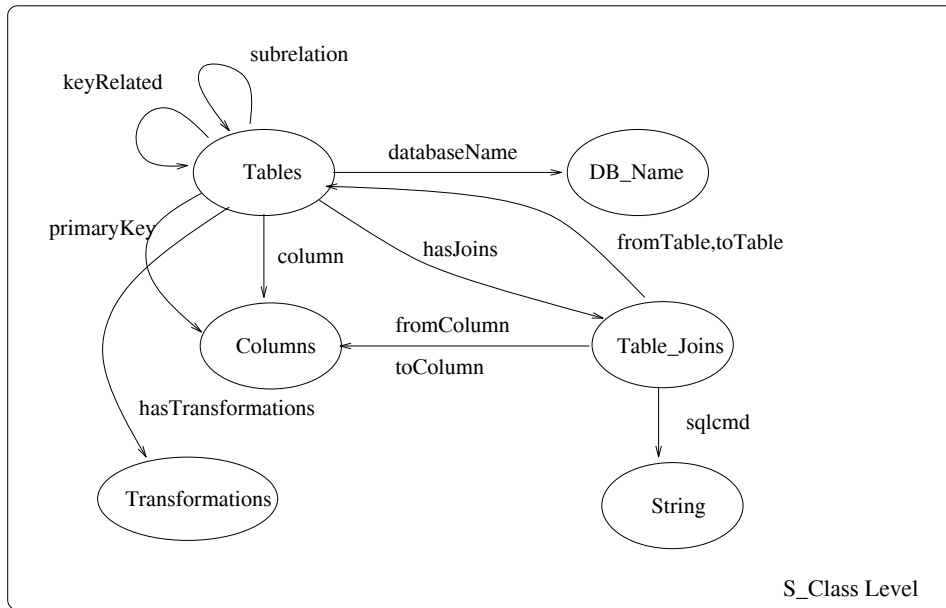 subrelation
keyRelated
databaseName
Tables
DB_Name
primaryKey
fromTable,toTable
hasJoins
column
fromColumn
Columns
Table_Joins
toColumn
hasTransformations
sqlcmd
Transformations
String
S_Class Level